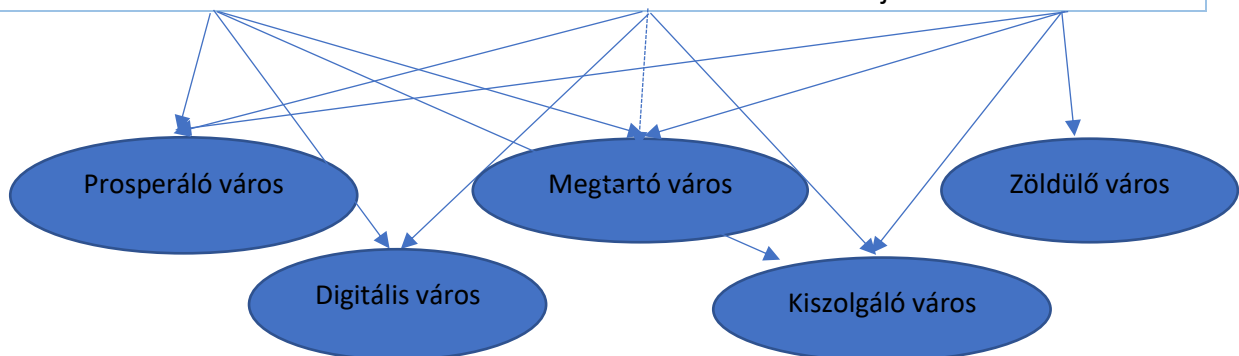 Prosperáló város
Megtartó város
Zöldülő város
Digitális város
Kiszolgáló város